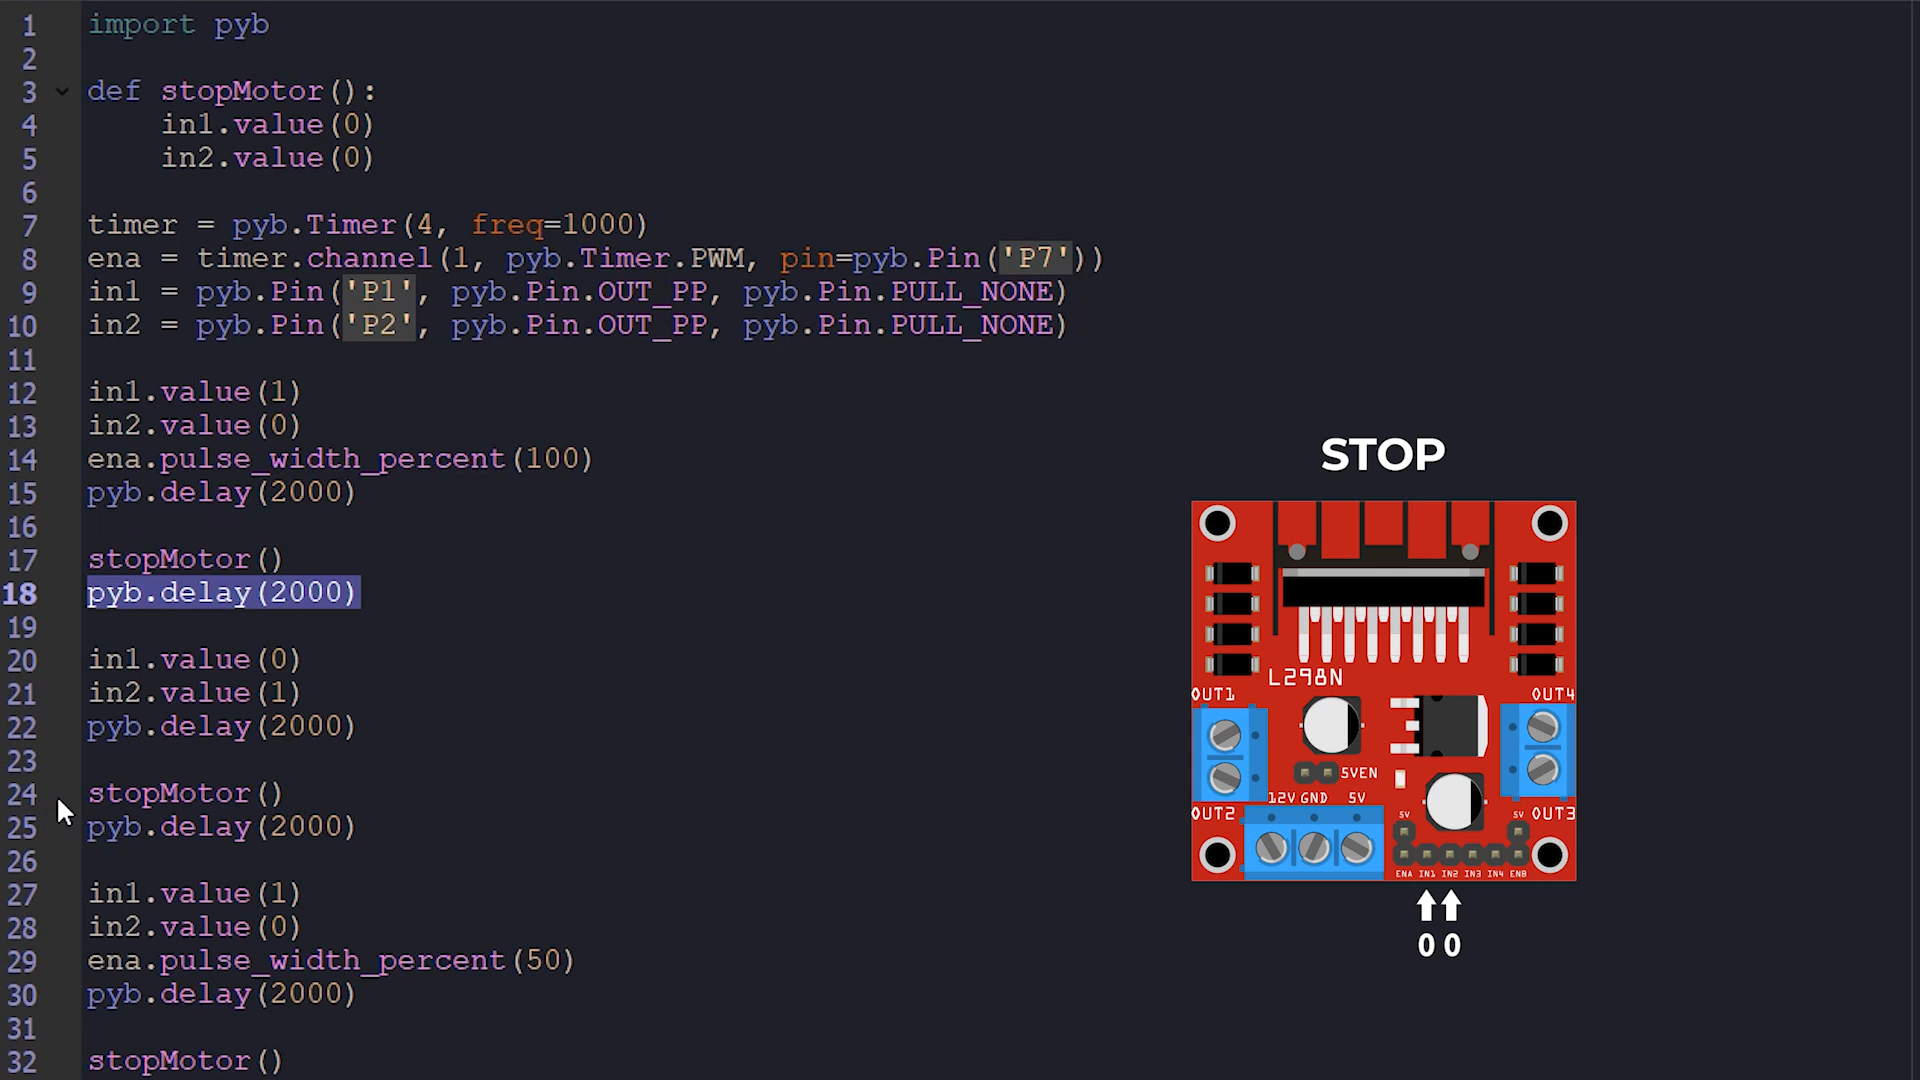 1 import pyb
2
3 def stopMotor():
4 in1.value(0)
5 in2.value(0)
6
7 timer = pyb.Timer(4, freq=1000)
8 ena = timer.channel(1, pyb.Timer.PWM, pin=pyb.Pin('P7'))
9 in1 = pyb.Pin('P1', pyb.Pin.OUT_PP, pyb.Pin.PULL_NONE)
10 in2 = pyb.Pin('P2', pyb.Pin.OUT_PP, pyb.Pin.PULL_NONE)
11
12 in1.value(1)
13 in2.value(0)
14 ena.pulse_width_percent(100)
15 pyb.delay(2000)
16
17 stopMotor()
18 pyb.delay(2000)
19
20 in1.value(0)
21 in2.value(1)
22 pyb.delay(2000)
23
24 stopMotor()
25 pyb.delay(2000)
26
27 in1.value(1)
28 in2.value(0)
29 ena.pulse_width_percent(50)
30 pyb.delay(2000)
31
32 stopMotor()
STOP
L298N
OUT1 OUT4
5VEN
12V GND 5V
OUT2 5V 5V OUT3
ENA IN1 IN2 IN3 IN4 ENB
0 0